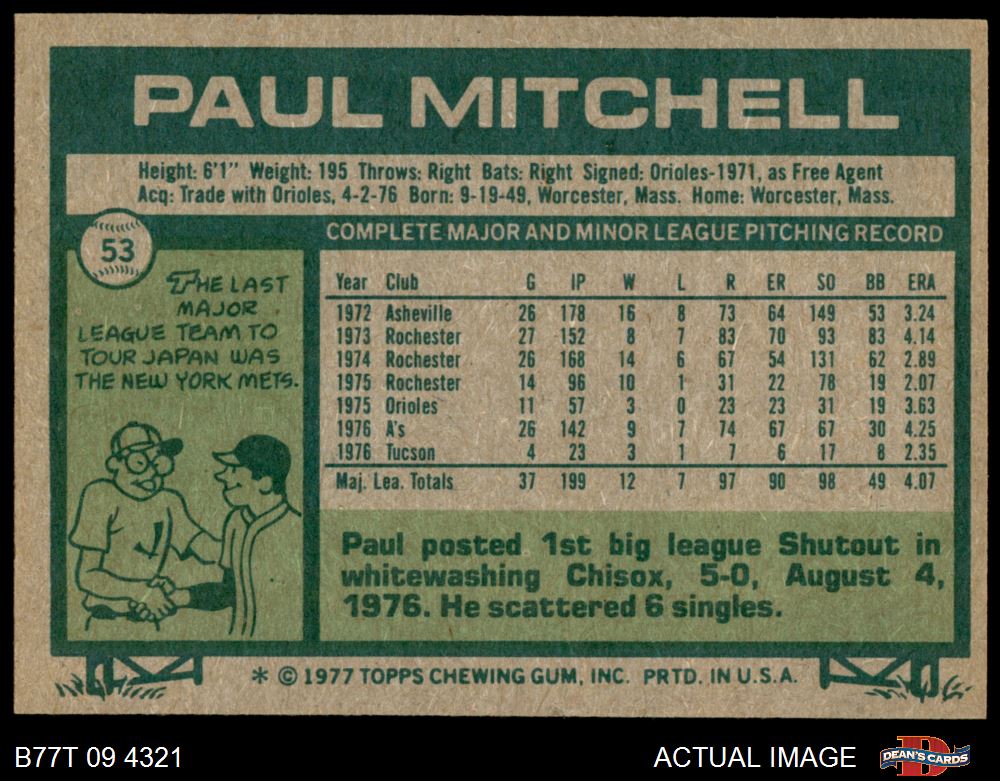 PAUL MITCHELL
Height: 6'1" Weight: 195 Throws: Right Bats: Right Signed: Orioles-1971, as Free Agent
Acq: Trade with Orioles, 4-2-76 Born: 9-19-49, Worcester, Mass. Home: Worcester, Mass.
53
THE LAST
MAJOR
LEAGUE TEAM TO
TOUR JAPAN WAS
THE NEW YORK METS.
J
COMPLETE MAJOR AND MINOR LEAGUE PITCHING RECORD
Year Club G IP W L R ER SO BB ERA
1972 Asheville 26 178 16 8 73 64 149 53 3.24
1973 Rochester 27 152 8 7 83 70 93 83 4.14
1974 Rochester 26 168 14 6 67 54 131 62 2.89
1975 Rochester 14 96 10 1 31 22 78 19 2.07
1975 Orioles 11 57 3 0 23 23 31 19 3.63
1976 A's 26 142 9 7 74 67 67 30 4.25
1976 Tucson 4 23 3 1 7 6 17 8 2.35
Maj. Lea. Totals 37 199 12 7 97 90 98 49 4.07
Paul posted 1st big league Shutout in
whitewashing Chisox, 5-0, August 4,
1976. He scattered 6 singles.
* © 1977 TOPPS CHEWING GUM, INC. PRTD. IN U.S.A.
B77T 09 4321
ACTUAL IMAGE
D
DEAN'S CARDS